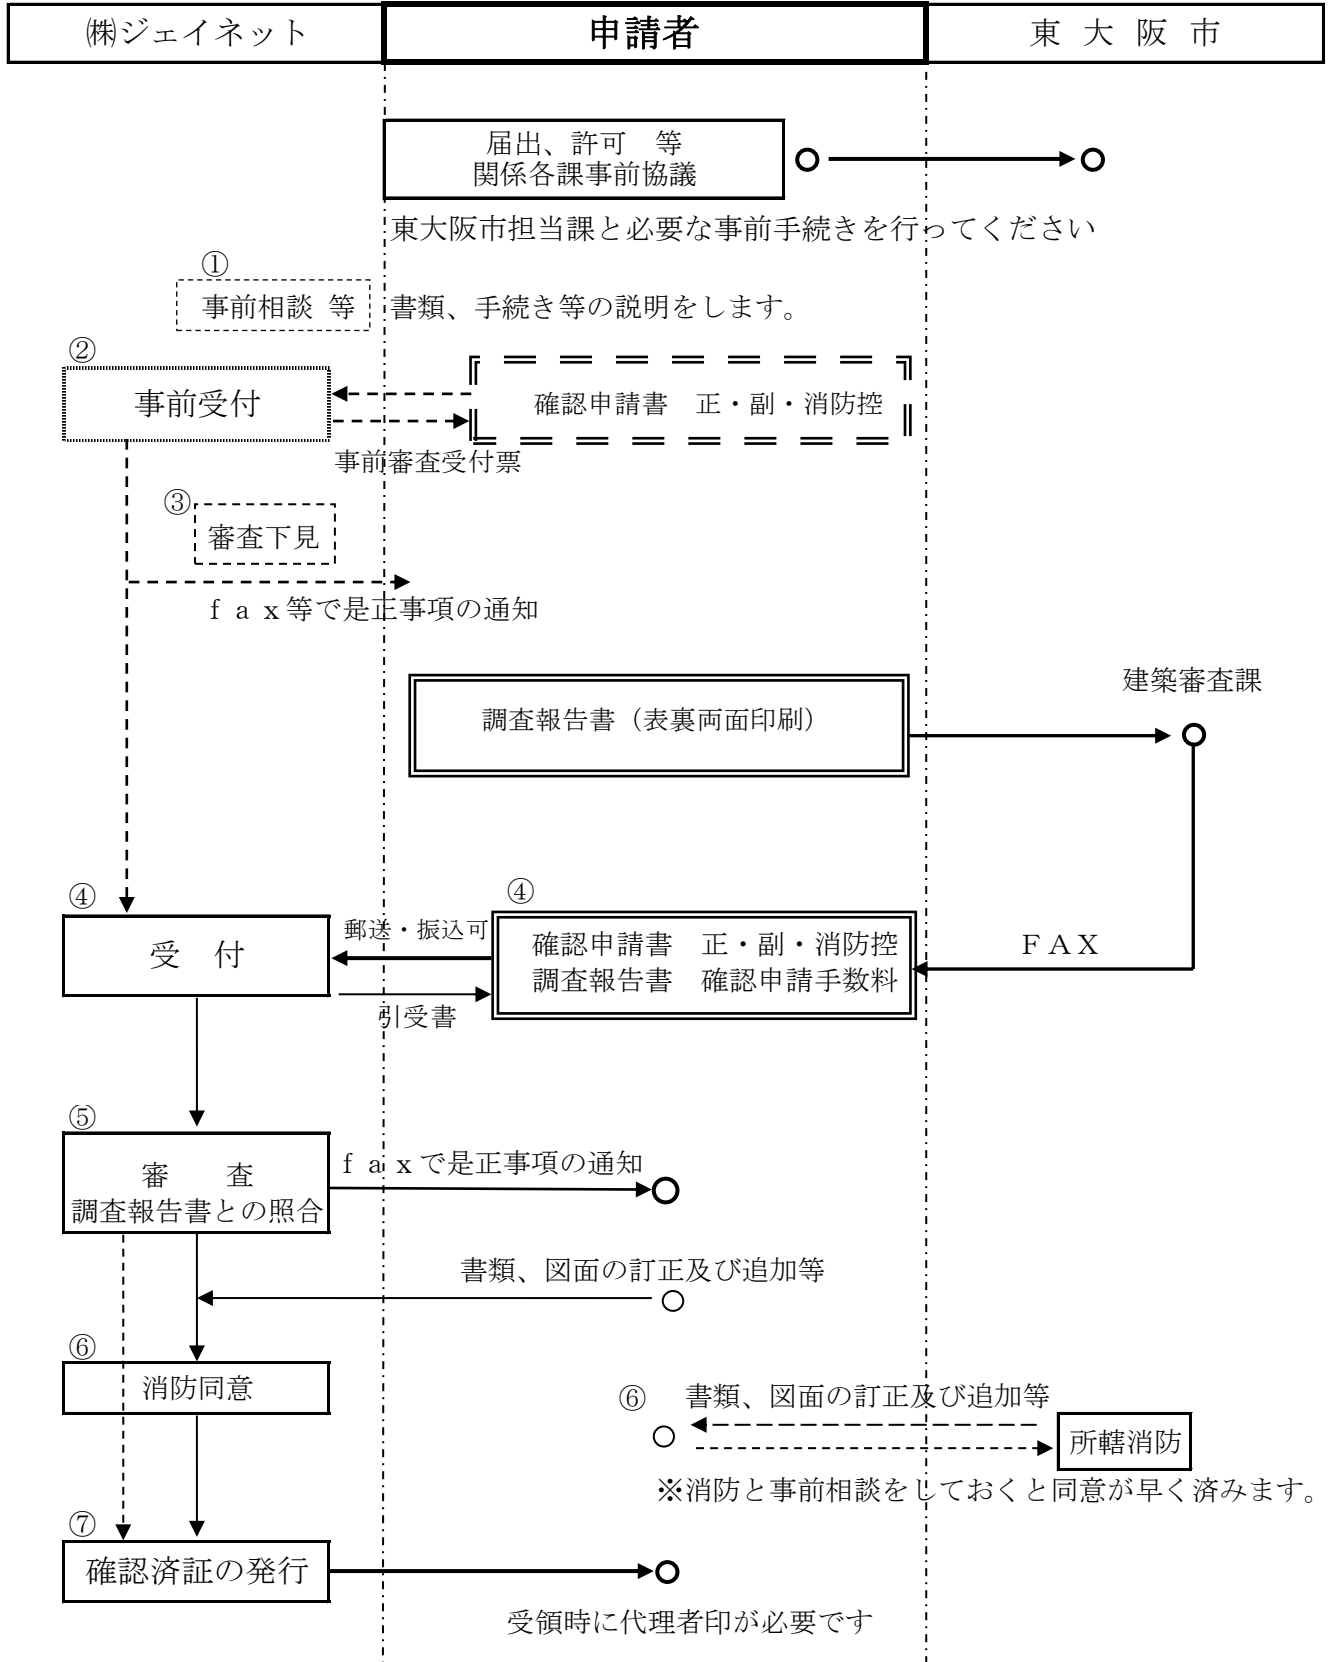 ㈱ジェイネット
申請者
東 大 阪 市
届出、許可　等
関係各課事前協議
東大阪市担当課と必要な事前手続きを行ってください
①
事前相談 等
書類、手続き等の説明をします。
②
事前受付
確認申請書　正・副・消防控
事前審査受付票
③
審査下見
ｆａｘ等で是正事項の通知
建築審査課
調査報告書（表裏両面印刷）
④
受　付
郵送・振込可
④
確認申請書　正・副・消防控
調査報告書　確認申請手数料
ＦＡＸ
引受書
⑤
審　　査
調査報告書との照合
ｆａｘで是正事項の通知
書類、図面の訂正及び追加等
⑥
消防同意
⑥
書類、図面の訂正及び追加等
所轄消防
※消防と事前相談をしておくと同意が早く済みます。
⑦
確認済証の発行
受領時に代理者印が必要です